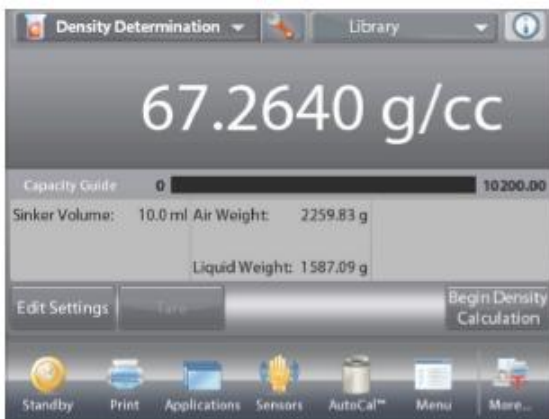 Density Determination Library
67.2640 g/cc
Capacity Guide 0 10200.00
Sinker Volume: 10.0 ml Air Weight: 2259.83 g
Liquid Weight: 1587.09 g
Edit Settings Tare Begin Density
Calculation
Standby Print Applications Sensors AutoCal™ Menu More...